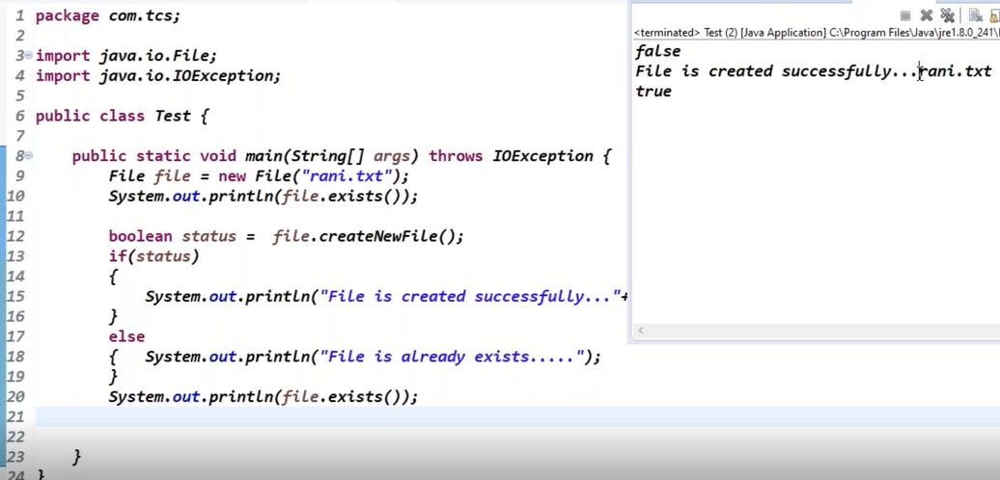 1 package com.tcs;
2
3 import java.io.File;
4 import java.io.IOException;
5
6 public class Test {
7
8 public static void main(String[] args) throws IOException {
9 File file = new File("rani.txt");
10 System.out.println(file.exists());
11
12 boolean status = file.createNewFile();
13 if(status)
14 {
15 System.out.println("File is created successfully..."+
16 }
17 else
18 { System.out.println("File is already exists.....");
19 }
20 System.out.println(file.exists());
21
22
23 }
24 }
<terminated> Test (2) [Java Application] C:\Program Files\Java\jre1.8.0_241\
false
File is created successfully...rani.txt
true